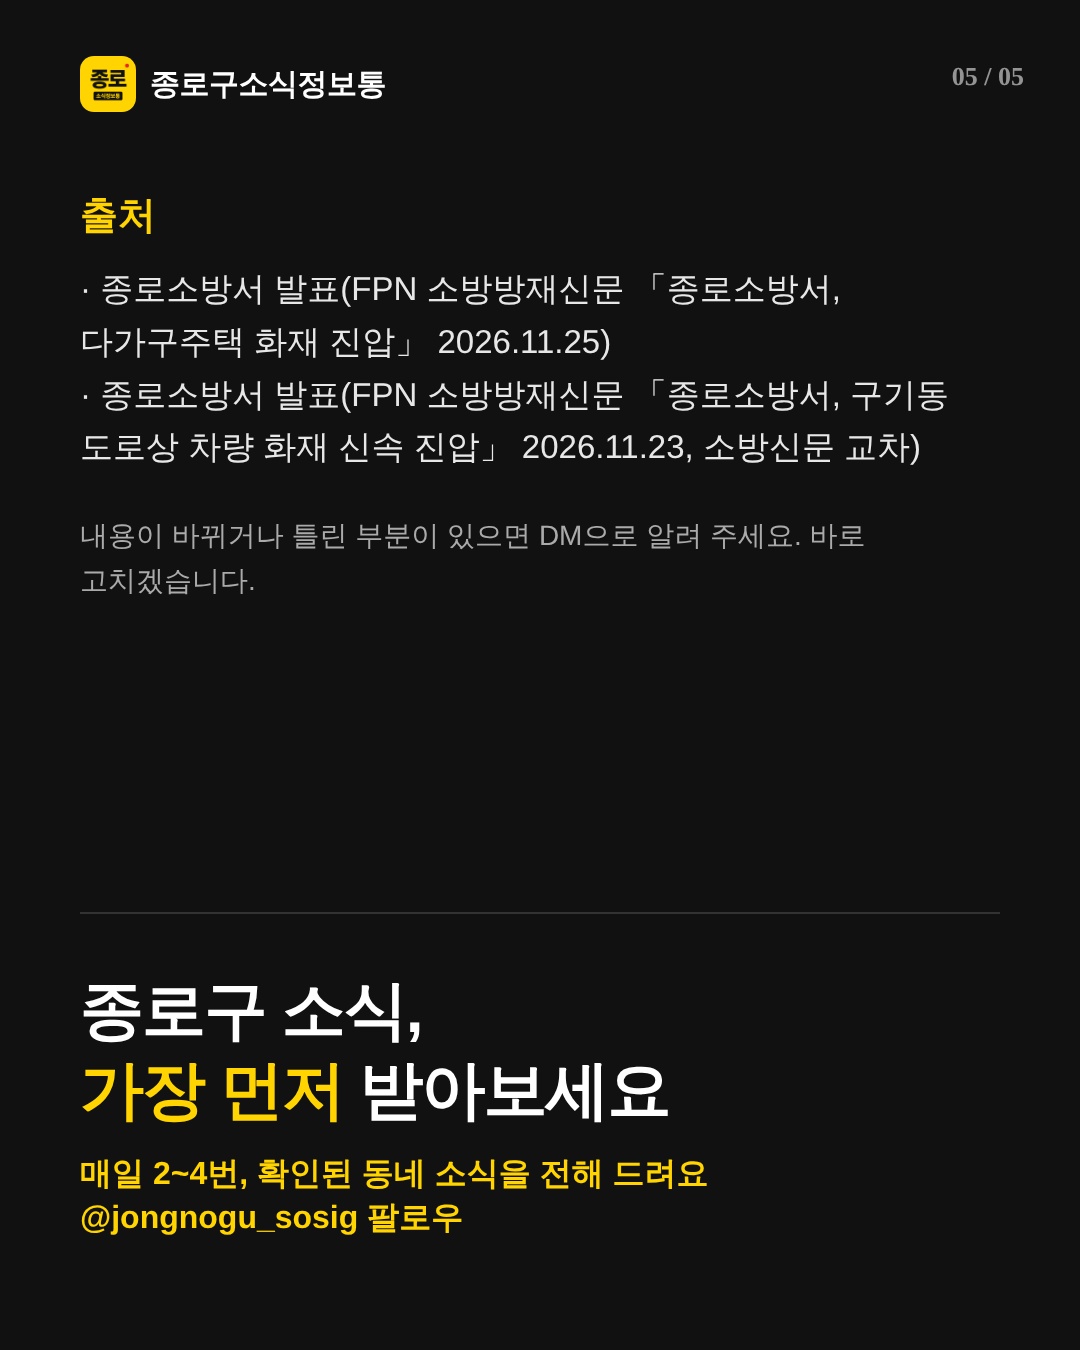 종로
소식정보통
종로구소식정보통
05 / 05
출처
· 종로소방서 발표(FPN 소방방재신문 「종로소방서,
다가구주택 화재 진압」 2026.11.25)
· 종로소방서 발표(FPN 소방방재신문 「종로소방서, 구기동
도로상 차량 화재 신속 진압」 2026.11.23, 소방신문 교차)
내용이 바뀌거나 틀린 부분이 있으면 DM으로 알려 주세요. 바로
고치겠습니다.
종로구 소식,
가장 먼저 받아보세요
매일 2~4번, 확인된 동네 소식을 전해 드려요
@jongnogu_sosig 팔로우